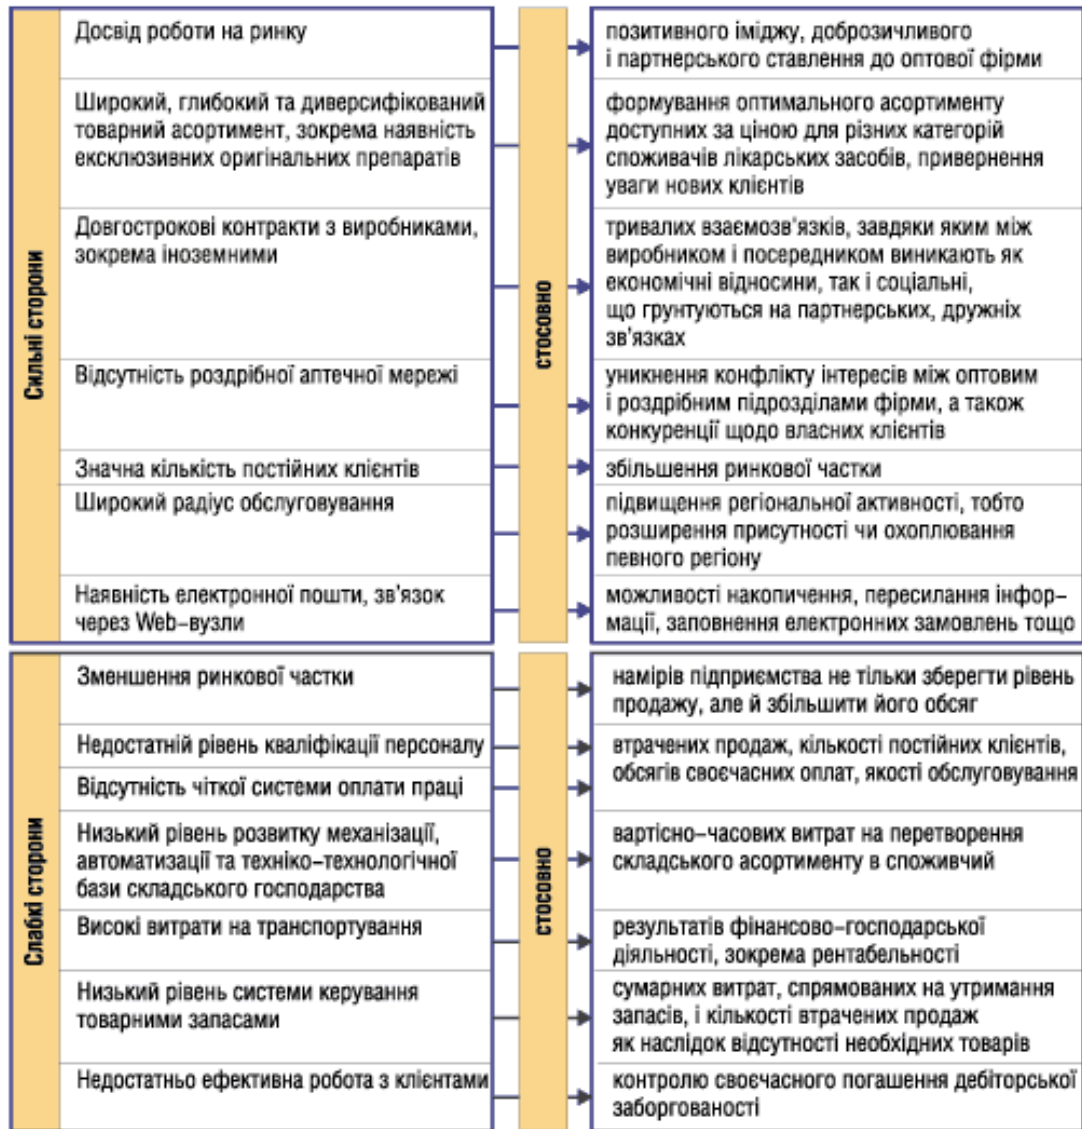 Сильні сторони
стосовно
Досвід роботи на ринку
позитивного іміджу, доброзичливого
і партнерського ставлення до оптової фірми
Широкий, глибокий та диверсифікований
товарний асортимент, зокрема наявність
ексклюзивних оригінальних препаратів
формування оптимального асортименту
доступних за ціною для різних категорій
споживачів лікарських засобів, привернення
уваги нових клієнтів
Довгострокові контракти з виробниками,
зокрема іноземними
тривалих взаємозв'язків, завдяки яким між
виробником і посередником виникають як
економічні відносини, так і соціальні,
що грунтуються на партнерських, дружніх
зв'язках
Відсутність роздрібної аптечної мережі
уникнення конфлікту інтересів між оптовим
і роздрібним підрозділами фірми, а також
конкуренції щодо власних клієнтів
Значна кількість постійних клієнтів
збільшення ринкової частки
Широкий радіус обслуговування
підвищення регіональної активності, тобто
розширення присутності чи охоплювання
певного регіону
Наявність електронної пошти, зв'язок
через Web-вузли
можливості накопичення, пересилання інфор-
мації, заповнення електронних замовлень тощо
Слабкі сторони
стосовно
Зменшення ринкової частки
намірів підприємства не тільки зберегти рівень
продажу, але й збільшити його обсяг
Недостатній рівень кваліфікації персоналу
Відсутність чіткої системи оплати праці
втрачених продаж, кількості постійних клієнтів,
обсягів своєчасних оплат, якості обслуговування
Низький рівень розвитку механізації,
автоматизації та техніко-технологічної
бази складського господарства
вартісно-часових витрат на перетворення
складського асортименту в споживчий
Високі витрати на транспортування
результатів фінансово-господарської
діяльності, зокрема рентабельності
Низький рівень системи керування
товарними запасами
сумарних витрат, спрямованих на утримання
запасів, і кількості втрачених продаж
як наслідок відсутності необхідних товарів
Недостатньо ефективна робота з клієнтами
контролю своєчасного погашення дебіторської
заборгованості